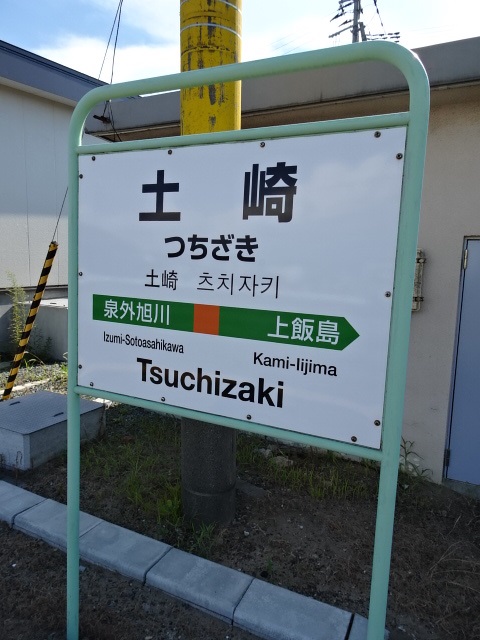 土崎
つちざき
土崎 츠치자키
泉外旭川 上飯島
Izumi-Sotoasahikawa Kami-Iijima
Tsuchizaki